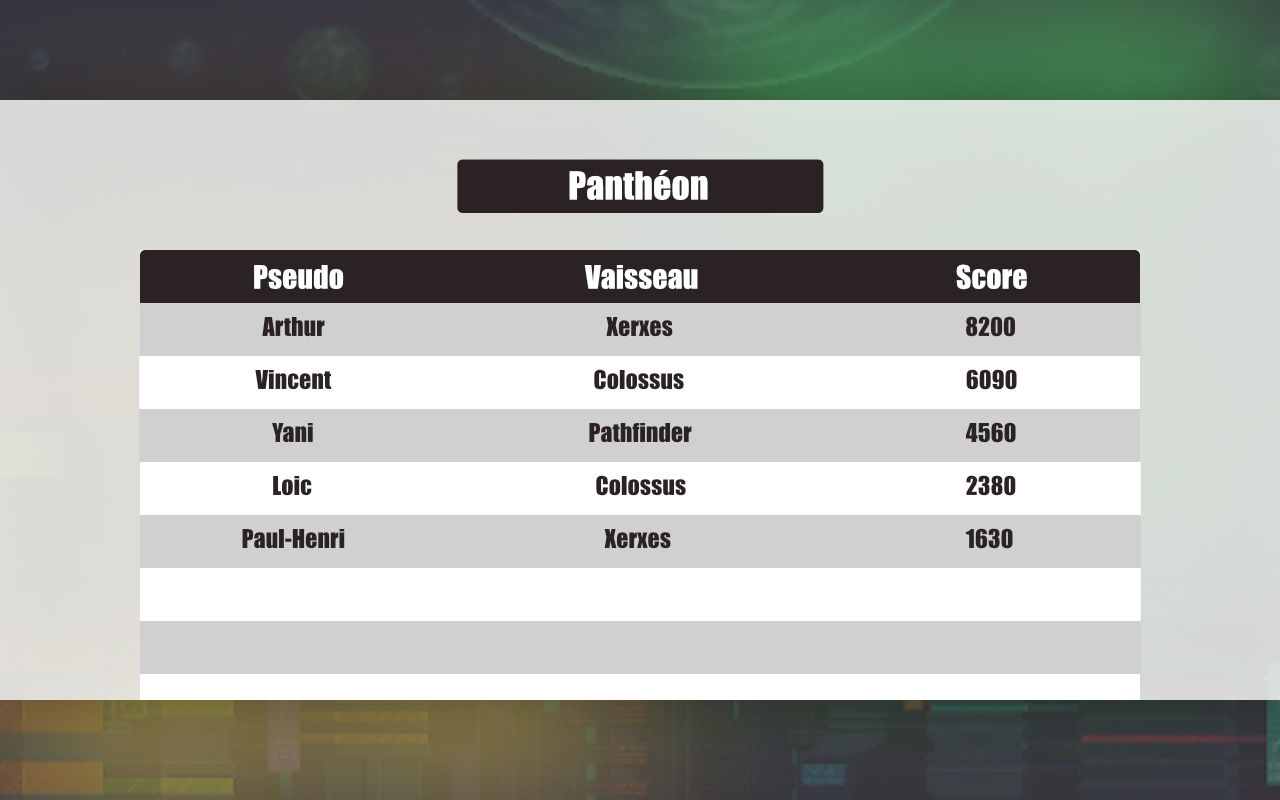 Panthéon
Pseudo Vaisseau Score
Arthur Xerxes 8200
Vincent Colossus 6090
Yani Pathfinder 4560
Loic Colossus 2380
Paul-Henri Xerxes 1630